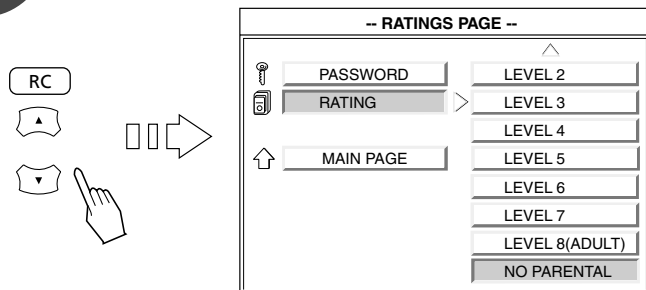 -- RATINGS PAGE --
RC
PASSWORD
RATING
MAIN PAGE
LEVEL 2
LEVEL 3
LEVEL 4
LEVEL 5
LEVEL 6
LEVEL 7
LEVEL 8(ADULT)
NO PARENTAL